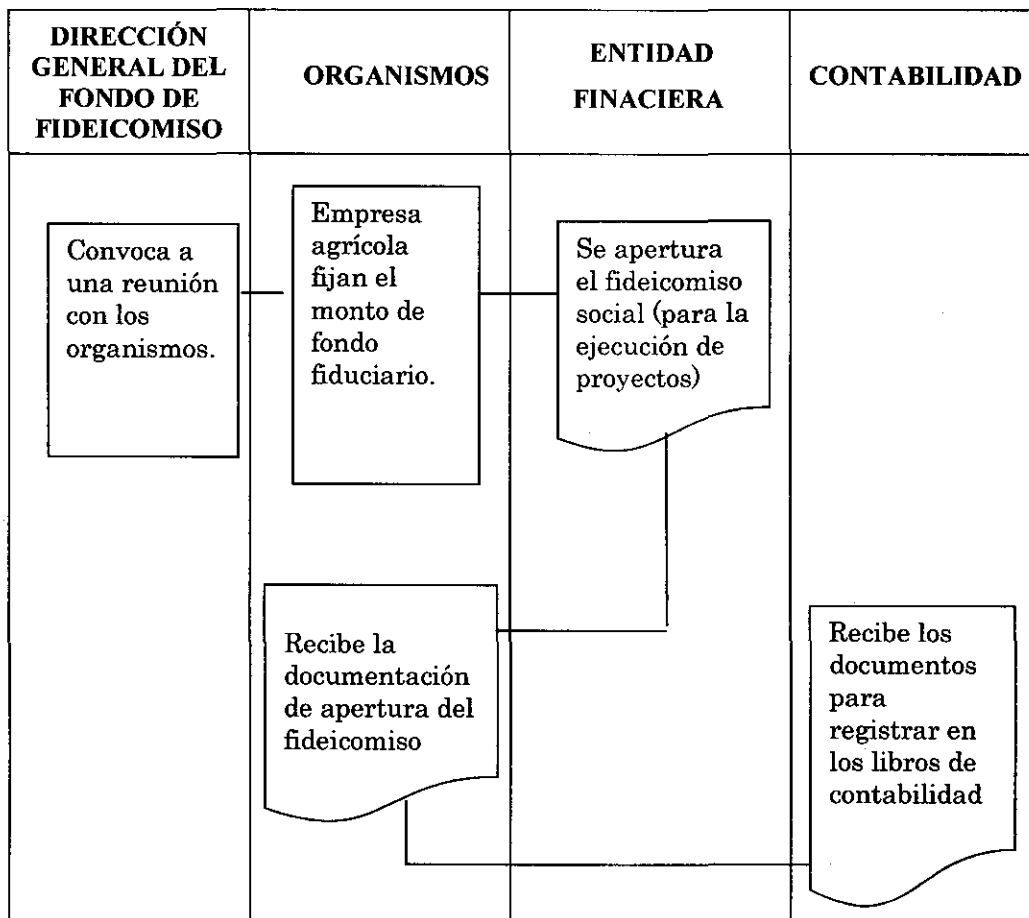 DIRECCIÓN
GENERAL DEL
FONDO DE
FIDEICOMISO
ORGANISMOS
ENTIDAD
FINACIERA
CONTABILIDAD
Convoca a
una reunión
con los
organismos.
Empresa
agrícola
fijan el
monto de
fondo
fiduciario.
Se apertura
el fideicomiso
social (para la
ejecución de
proyectos)
Recibe la
documentación
de apertura del
fideicomiso
Recibe los
documentos
para
registrar en
los libros de
contabilidad